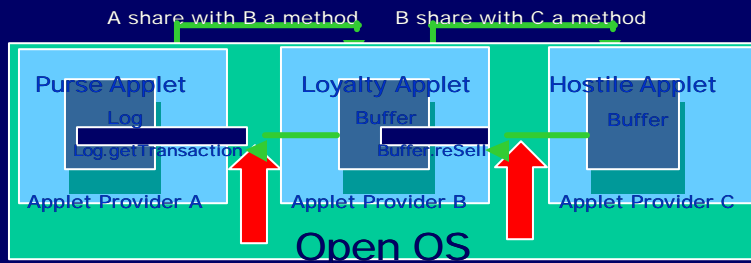 A share with B a method B share with C a method
Purse Applet Loyalty Applet Hostile Applet
Log Buffer Buffer
Log.getTransaction Buffer.reSell
Applet Provider A Applet Provider B Applet Provider C
Open OS